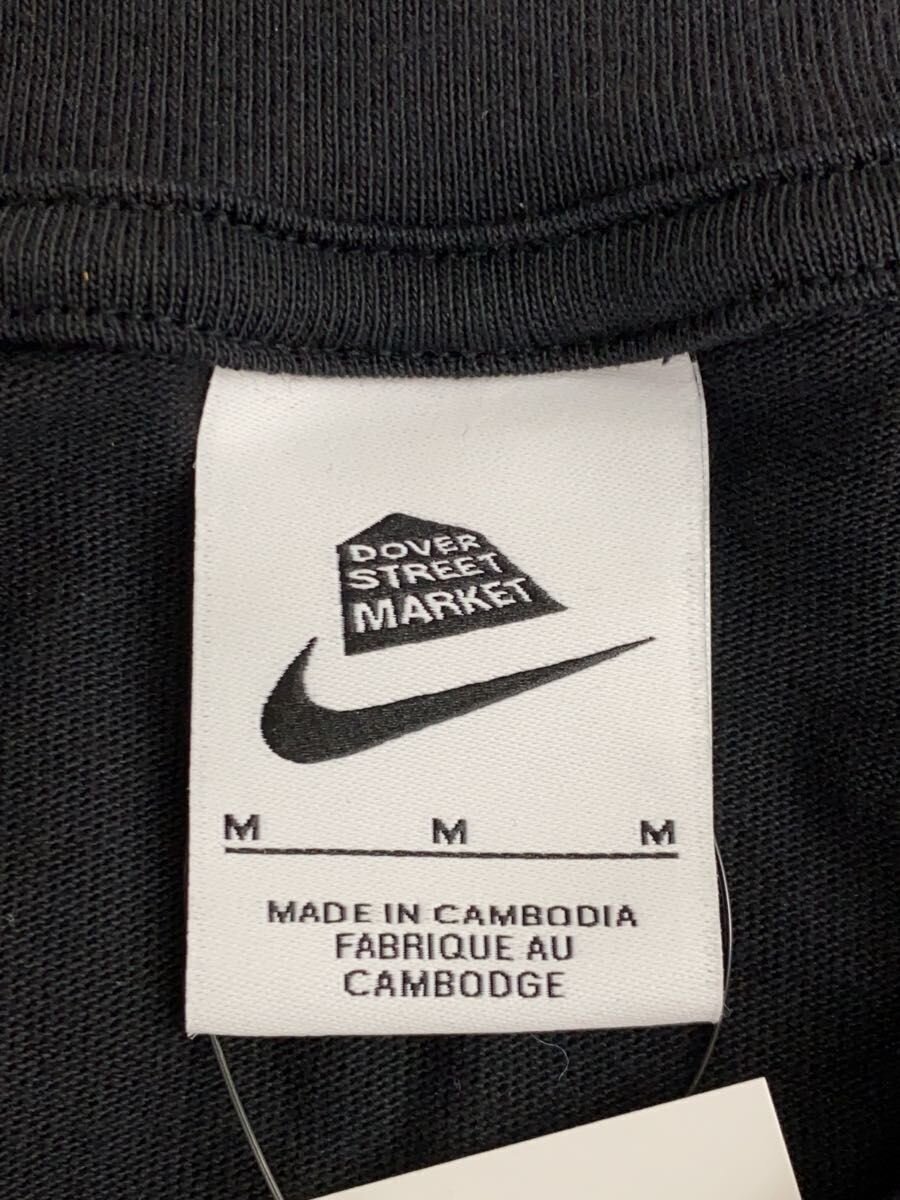 DOVER
STREET
MARKET
M M M
MADE IN CAMBODIA
FABRIQUE AU
CAMBODGE